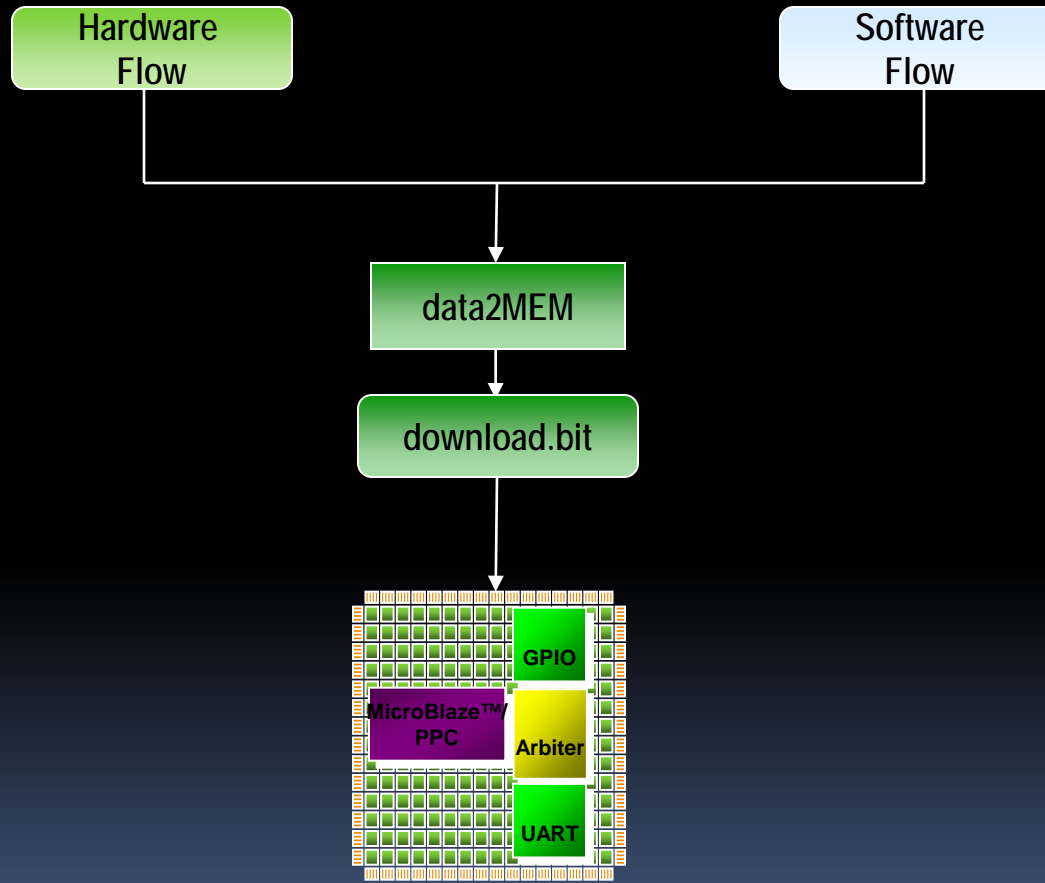 Hardware
Flow
Software
Flow
data2MEM
download.bit
GPIO
MicroBlaze™/
PPC
Arbiter
UART